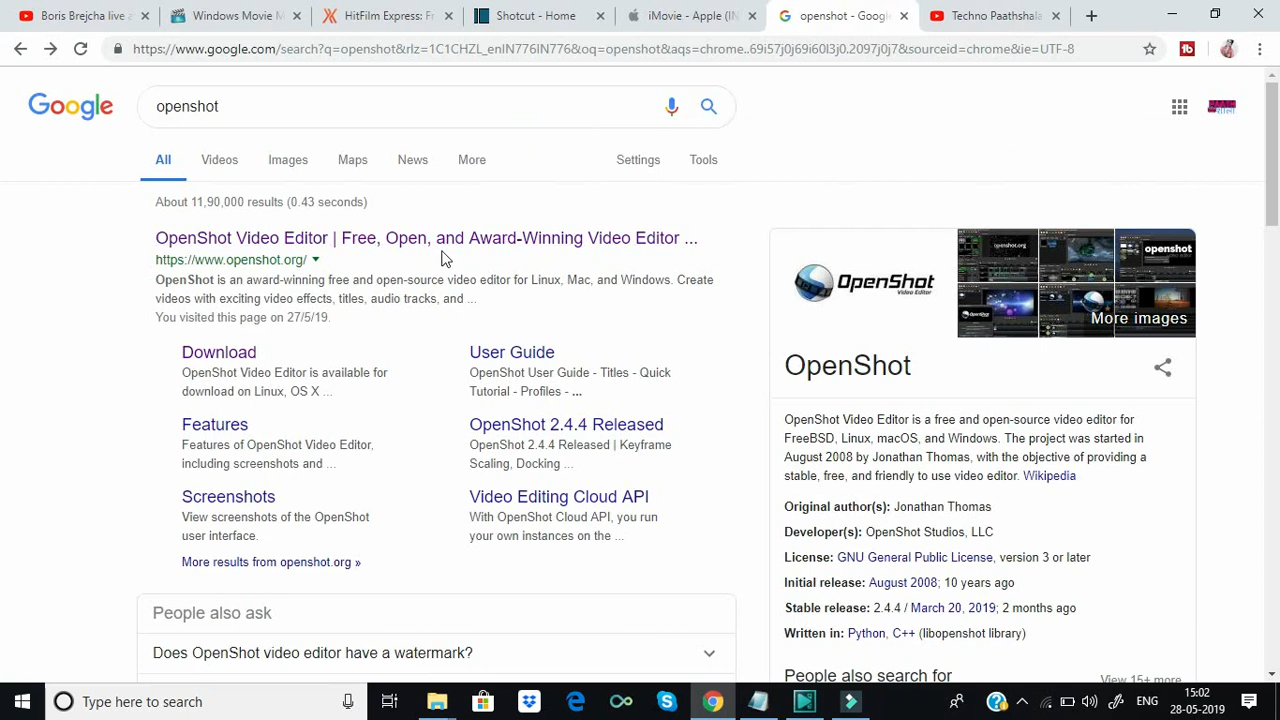 Boris Brejcha live a
Windows Movie M
HitFilm Express: Fr
Shotcut - Home
iMovie - Apple (IN
openshot - Google
Techno Paathshala
https://www.google.com/search?q=openshot&rlz=1C1CHZL_enIN776IN776&oq=openshot&aqs=chrome..69i57j0j69i60l3j0.2097j0j7&sourceid=chrome&ie=UTF-8
Google
openshot
All Videos Images Maps News More Settings Tools
About 11,90,000 results (0.43 seconds)
OpenShot Video Editor | Free, Open, and Award-Winning Video Editor ...
https://www.openshot.org/
OpenShot is an award-winning free and open-source video editor for Linux, Mac, and Windows. Create
videos with exciting video effects, titles, audio tracks, and ...
You visited this page on 27/5/19.
Download
OpenShot Video Editor is available for
download on Linux, OS X ...
User Guide
OpenShot User Guide - Titles - Quick
Tutorial - Profiles - ...
Features
Features of OpenShot Video Editor,
including screenshots and ...
OpenShot 2.4.4 Released
OpenShot 2.4.4 Released | Keyframe
Scaling, Docking ...
Screenshots
View screenshots of the OpenShot
user interface.
Video Editing Cloud API
With OpenShot Cloud API, you run
your own instances on the ...
More results from openshot.org »
People also ask
Does OpenShot video editor have a watermark?
OpenShot
Video Editor
openshot.org
openshot
More images
OpenShot
OpenShot Video Editor is a free and open-source video editor for
FreeBSD, Linux, macOS, and Windows. The project was started in
August 2008 by Jonathan Thomas, with the objective of providing a
stable, free, and friendly to use video editor. Wikipedia
Original author(s): Jonathan Thomas
Developer(s): OpenShot Studios, LLC
License: GNU General Public License, version 3 or later
Initial release: August 2008; 10 years ago
Stable release: 2.4.4 / March 20, 2019; 2 months ago
Written in: Python, C++ (libopenshot library)
People also search for
View 15+ more
Type here to search
ENG
15:02
28-05-2019